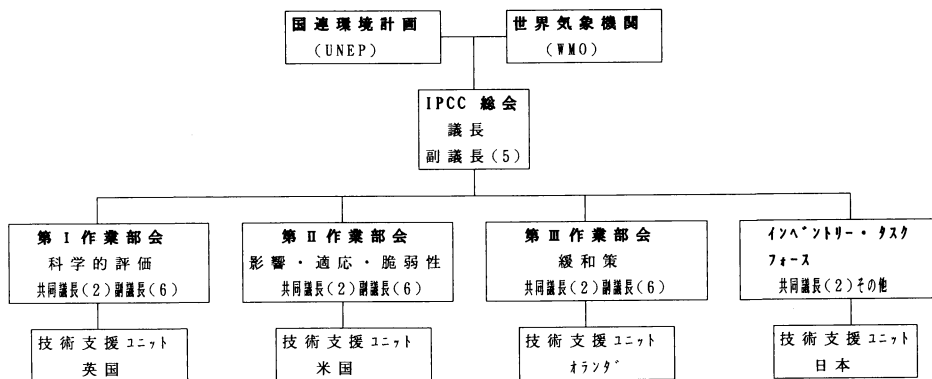 国連環境計画
(UNEP)
世界気象機関
(WMO)
IPCC 総会
議長
副議長(5)
第Ⅰ作業部会
科学的評価
共同議長(2)副議長(6)
第Ⅱ作業部会
影響・適応・脆弱性
共同議長(2)副議長(6)
第Ⅲ作業部会
緩和策
共同議長(2)副議長(6)
インベントリー・タスク
フォース
共同議長(2)その他
技術支援ユニット
英国
技術支援ユニット
米国
技術支援ユニット
オランダ
技術支援ユニット
日本